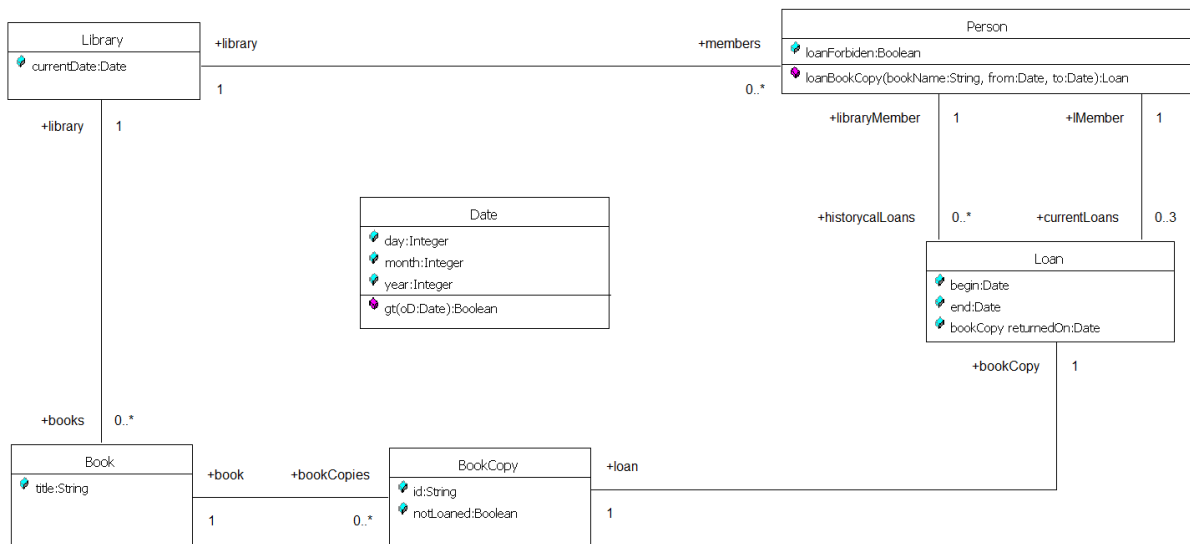 Person
Library
+library
+members
loanForbiden:Boolean
currentDate:Date
loanBookCopy(bookName:String, from:Date, to:Date):Loan
1
0..*
+library
1
+libraryMember
1
+lMember
1
Date
+historycalLoans
0..*
+currentLoans
0..3
day:Integer
month:Integer
year:Integer
gt(oD:Date):Boolean
Loan
begin:Date
end:Date
bookCopy returnedOn:Date
+bookCopy
1
+books
0..*
Book
title:String
+book
+bookCopies
BookCopy
+loan
id:String
notLoaned:Boolean
1
0..*
1